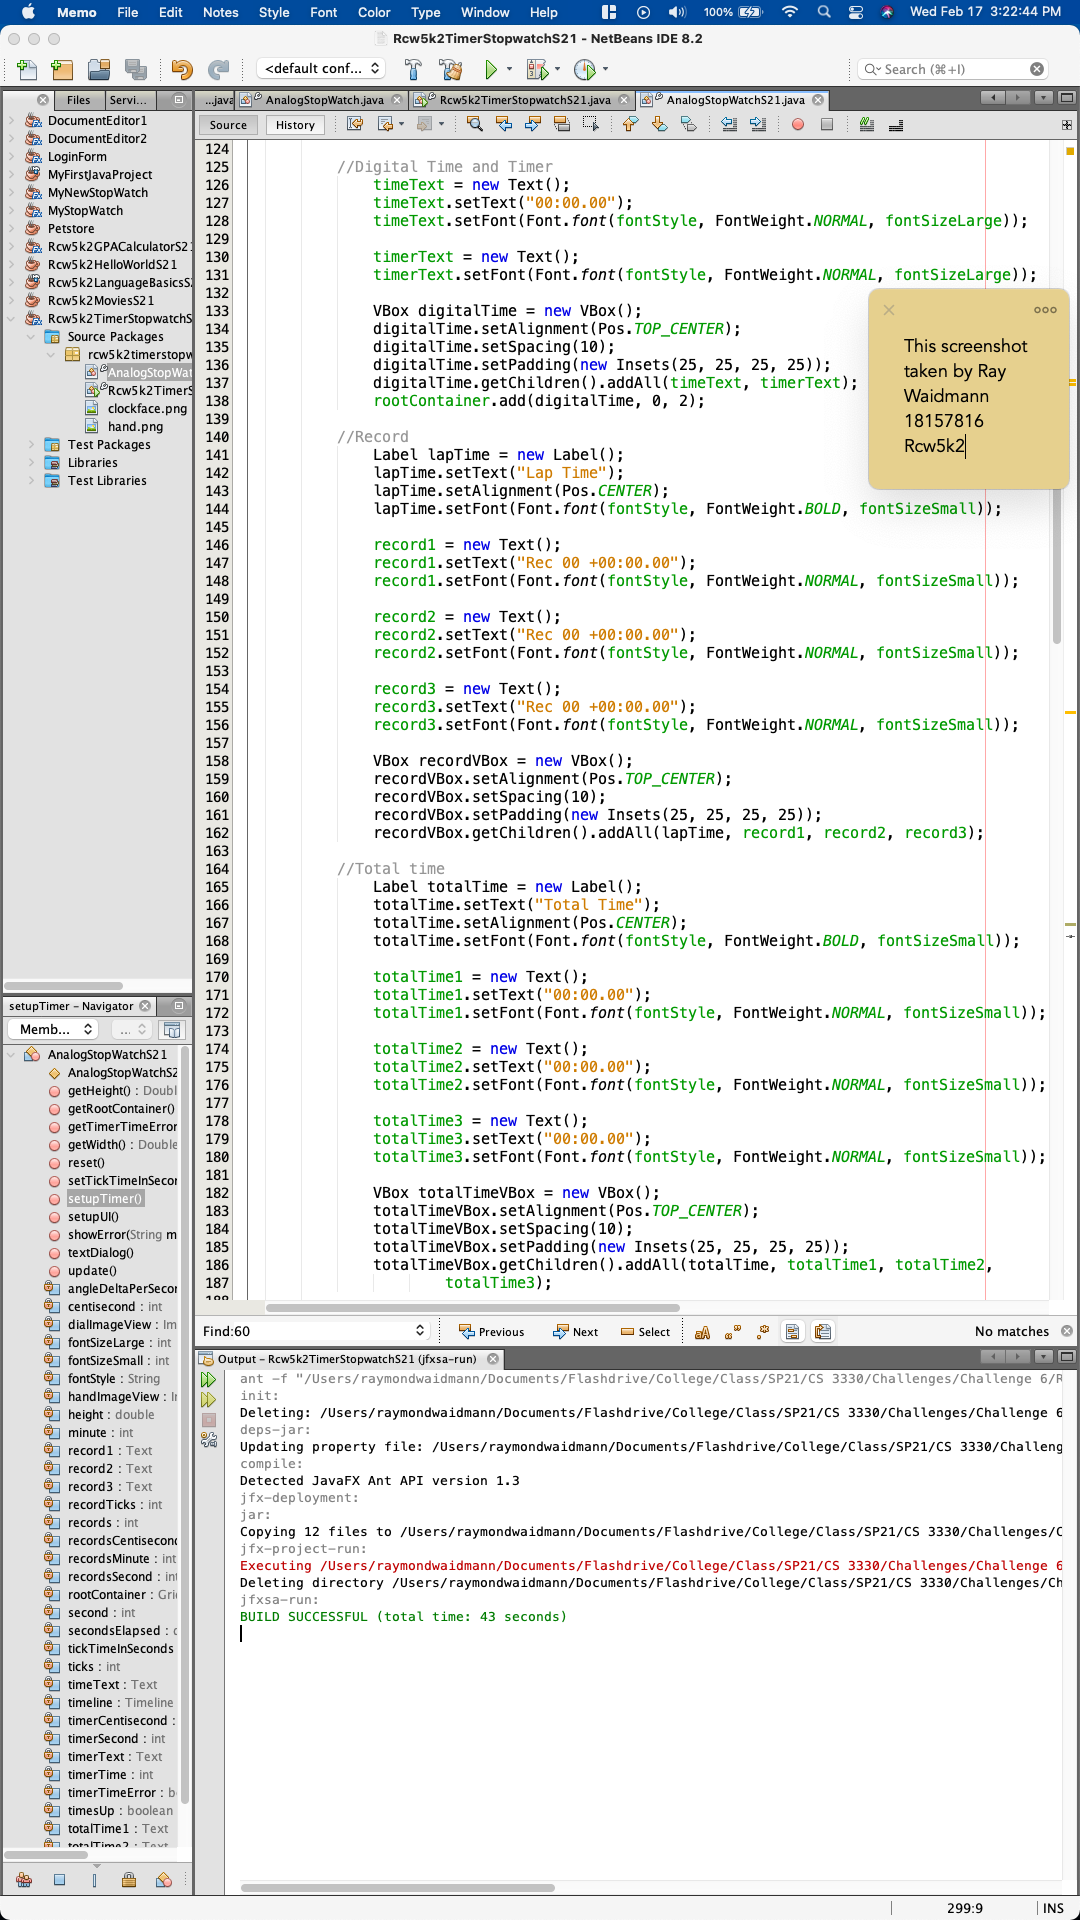 Memo File Edit Notes Style Font Color Type Window Help 100% Wed Feb 17 3:22:44 PM
Rcw5k2TimerStopwatchS21 - NetBeans IDE 8.2
<default conf... Search (⌘+I)
Files Servi... ...java AnalogStopWatch.java Rcw5k2TimerStopwatchS21.java AnalogStopWatchS21.java
Source History
DocumentEditor1
DocumentEditor2
LoginForm
MyFirstJavaProject
MyNewStopWatch
MyStopWatch
Petstore
Rcw5k2GPACalculatorS21
Rcw5k2HelloWorldS21
Rcw5k2LanguageBasicsS
Rcw5k2MoviesS21
Rcw5k2TimerStopwatchS
Source Packages
rcw5k2timerstopw
AnalogStopWat
Rcw5k2TimerS
clockface.png
hand.png
Test Packages
Libraries
Test Libraries
124
125 //Digital Time and Timer
126 timeText = new Text();
127 timeText.setText("00:00.00");
128 timeText.setFont(Font.font(fontStyle, FontWeight.NORMAL, fontSizeLarge));
129
130 timerText = new Text();
131 timerText.setFont(Font.font(fontStyle, FontWeight.NORMAL, fontSizeLarge));
132
133 VBox digitalTime = new VBox();
134 digitalTime.setAlignment(Pos.TOP_CENTER);
135 digitalTime.setSpacing(10);
136 digitalTime.setPadding(new Insets(25, 25, 25, 25));
137 digitalTime.getChildren().addAll(timeText, timerText);
138 rootContainer.add(digitalTime, 0, 2);
139
140 //Record
141 Label lapTime = new Label();
142 lapTime.setText("Lap Time");
143 lapTime.setAlignment(Pos.CENTER);
144 lapTime.setFont(Font.font(fontStyle, FontWeight.BOLD, fontSizeSmall));
145
146 record1 = new Text();
147 record1.setText("Rec 00 +00:00.00");
148 record1.setFont(Font.font(fontStyle, FontWeight.NORMAL, fontSizeSmall));
149
150 record2 = new Text();
151 record2.setText("Rec 00 +00:00.00");
152 record2.setFont(Font.font(fontStyle, FontWeight.NORMAL, fontSizeSmall));
153
154 record3 = new Text();
155 record3.setText("Rec 00 +00:00.00");
156 record3.setFont(Font.font(fontStyle, FontWeight.NORMAL, fontSizeSmall));
157
158 VBox recordVBox = new VBox();
159 recordVBox.setAlignment(Pos.TOP_CENTER);
160 recordVBox.setSpacing(10);
161 recordVBox.setPadding(new Insets(25, 25, 25, 25));
162 recordVBox.getChildren().addAll(lapTime, record1, record2, record3);
163
164 //Total time
165 Label totalTime = new Label();
166 totalTime.setText("Total Time");
167 totalTime.setAlignment(Pos.CENTER);
168 totalTime.setFont(Font.font(fontStyle, FontWeight.BOLD, fontSizeSmall));
169
170 totalTime1 = new Text();
171 totalTime1.setText("00:00.00");
172 totalTime1.setFont(Font.font(fontStyle, FontWeight.NORMAL, fontSizeSmall));
173
174 totalTime2 = new Text();
175 totalTime2.setText("00:00.00");
176 totalTime2.setFont(Font.font(fontStyle, FontWeight.NORMAL, fontSizeSmall));
177
178 totalTime3 = new Text();
179 totalTime3.setText("00:00.00");
180 totalTime3.setFont(Font.font(fontStyle, FontWeight.NORMAL, fontSizeSmall));
181
182 VBox totalTimeVBox = new VBox();
183 totalTimeVBox.setAlignment(Pos.TOP_CENTER);
184 totalTimeVBox.setSpacing(10);
185 totalTimeVBox.setPadding(new Insets(25, 25, 25, 25));
186 totalTimeVBox.getChildren().addAll(totalTime, totalTime1, totalTime2,
187 totalTime3);
This screenshot
taken by Ray
Waidmann
18157816
Rcw5k2
setupTimer - Navigator
Memb... ...
AnalogStopWatchS21
AnalogStopWatchS2
getHeight() : Doubl
getRootContainer()
getTimerTimeError
getWidth() : Double
reset()
setTickTimeInSecor
setupTimer()
setupUI()
showError(String m
textDialog()
update()
angleDeltaPerSecor
centisecond : int
dialImageView : Im
fontSizeLarge : int
fontSizeSmall : int
fontStyle : String
handImageView : I
height : double
minute : int
record1 : Text
record2 : Text
record3 : Text
recordTicks : int
records : int
recordsCentisecond
recordsMinute : int
recordsSecond : int
rootContainer : Gri
second : int
secondsElapsed : d
tickTimeInSeconds
ticks : int
timeText : Text
timeline : Timeline
timerCentisecond :
timerSecond : int
timerText : Text
timerTime : int
timerTimeError : b
timesUp : boolean
totalTime1 : Text
totalTime2 : Text
Find:60 Previous Next Select No matches
Output - Rcw5k2TimerStopwatchS21 (jfxsa-run)
ant -f "/Users/raymondwaidmann/Documents/Flashdrive/College/Class/SP21/CS 3330/Challenges/Challenge 6/R
init:
Deleting: /Users/raymondwaidmann/Documents/Flashdrive/College/Class/SP21/CS 3330/Challenges/Challenge 6
deps-jar:
Updating property file: /Users/raymondwaidmann/Documents/Flashdrive/College/Class/SP21/CS 3330/Challeng
compile:
Detected JavaFX Ant API version 1.3
jfx-deployment:
jar:
Copying 12 files to /Users/raymondwaidmann/Documents/Flashdrive/College/Class/SP21/CS 3330/Challenges/C
jfx-project-run:
Executing /Users/raymondwaidmann/Documents/Flashdrive/College/Class/SP21/CS 3330/Challenges/Challenge 6
Deleting directory /Users/raymondwaidmann/Documents/Flashdrive/College/Class/SP21/CS 3330/Challenges/Ch
jfxsa-run:
BUILD SUCCESSFUL (total time: 43 seconds)
299:9 INS